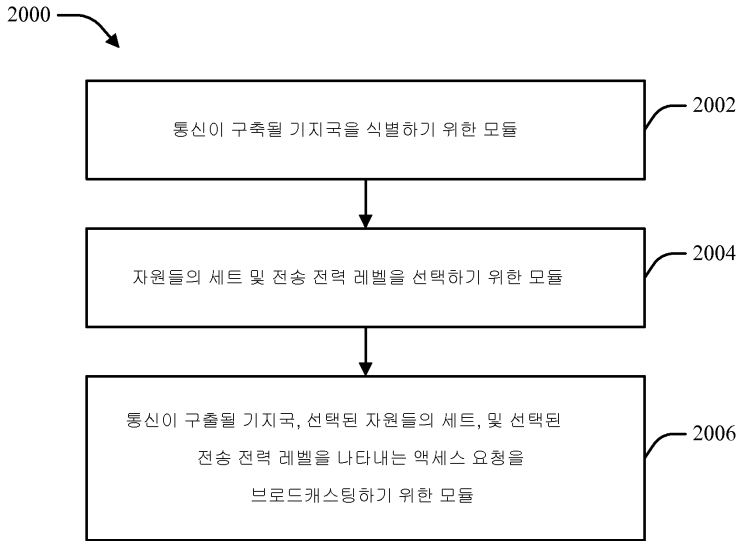 2000
통신이 구축될 기지국을 식별하기 위한 모듈
2002
자원들의 세트 및 전송 전력 레벨을 선택하기 위한 모듈
2004
통신이 구출될 기지국, 선택된 자원들의 세트, 및 선택된
전송 전력 레벨을 나타내는 액세스 요청을
브로드캐스팅하기 위한 모듈
2006